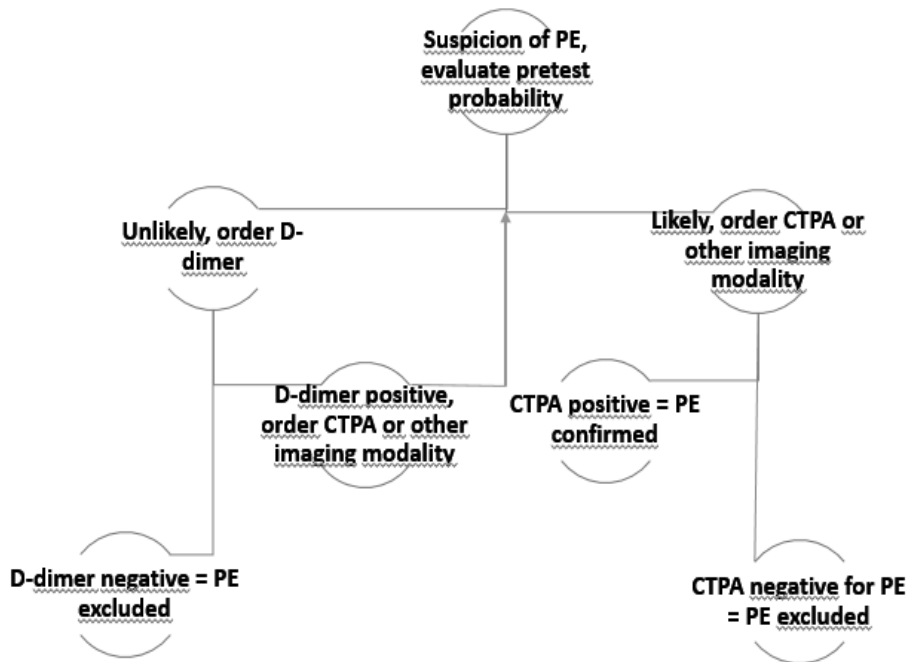 Suspicion of PE,
evaluate pretest
probability
Unlikely, order D-
dimer
Likely, order CTPA or
other imaging
modality
D-dimer positive,
order CTPA or other
imaging modality
CTPA positive = PE
confirmed
D-dimer negative = PE
excluded
CTPA negative for PE
= PE excluded